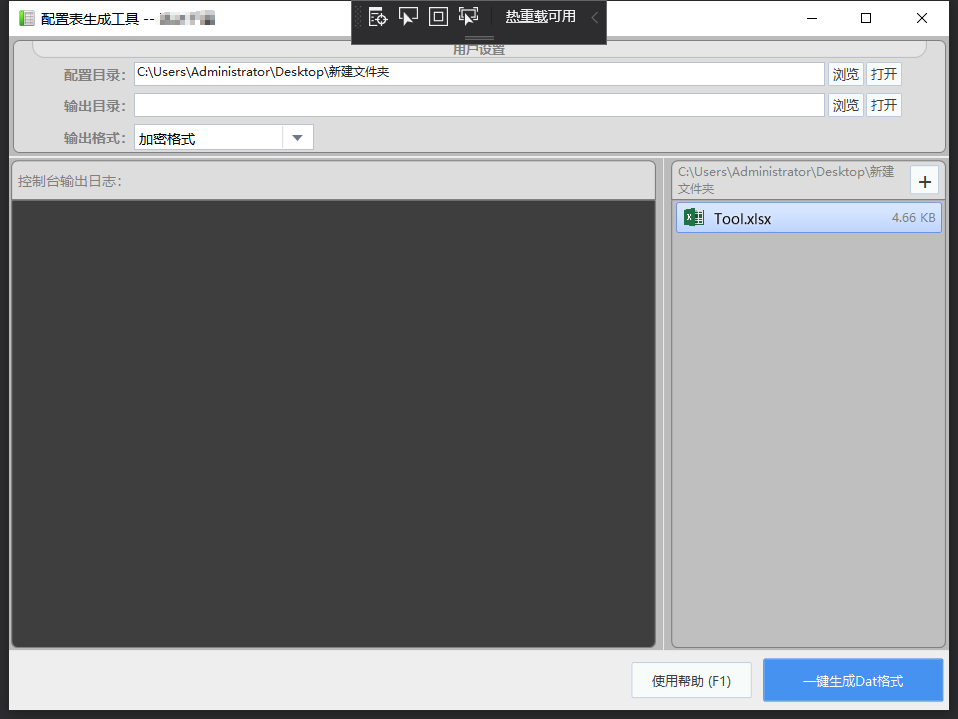 配置表生成工具 --
热重载可用
用户设置
配置目录: C:\Users\Administrator\Desktop\新建文件夹 浏览 打开
输出目录: 浏览 打开
输出格式: 加密格式
控制台输出日志:
C:\Users\Administrator\Desktop\新建
文件夹
+
Tool.xlsx 4.66 KB
使用帮助 (F1) 一键生成Dat格式